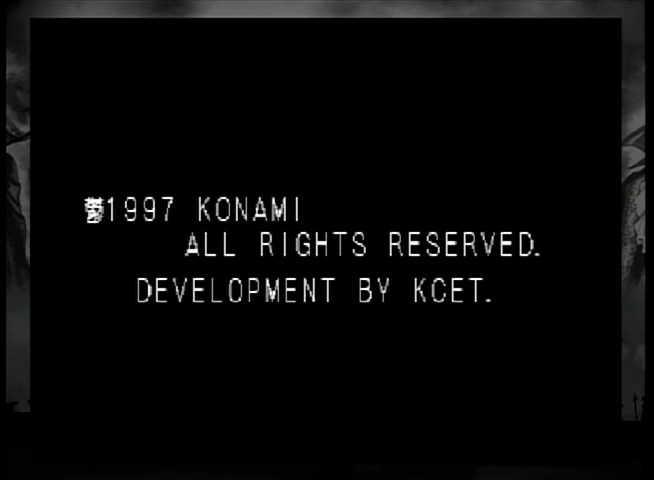 1997 KONAMI
ALL RIGHTS RESERVED.
DEVELOPMENT BY KCET.